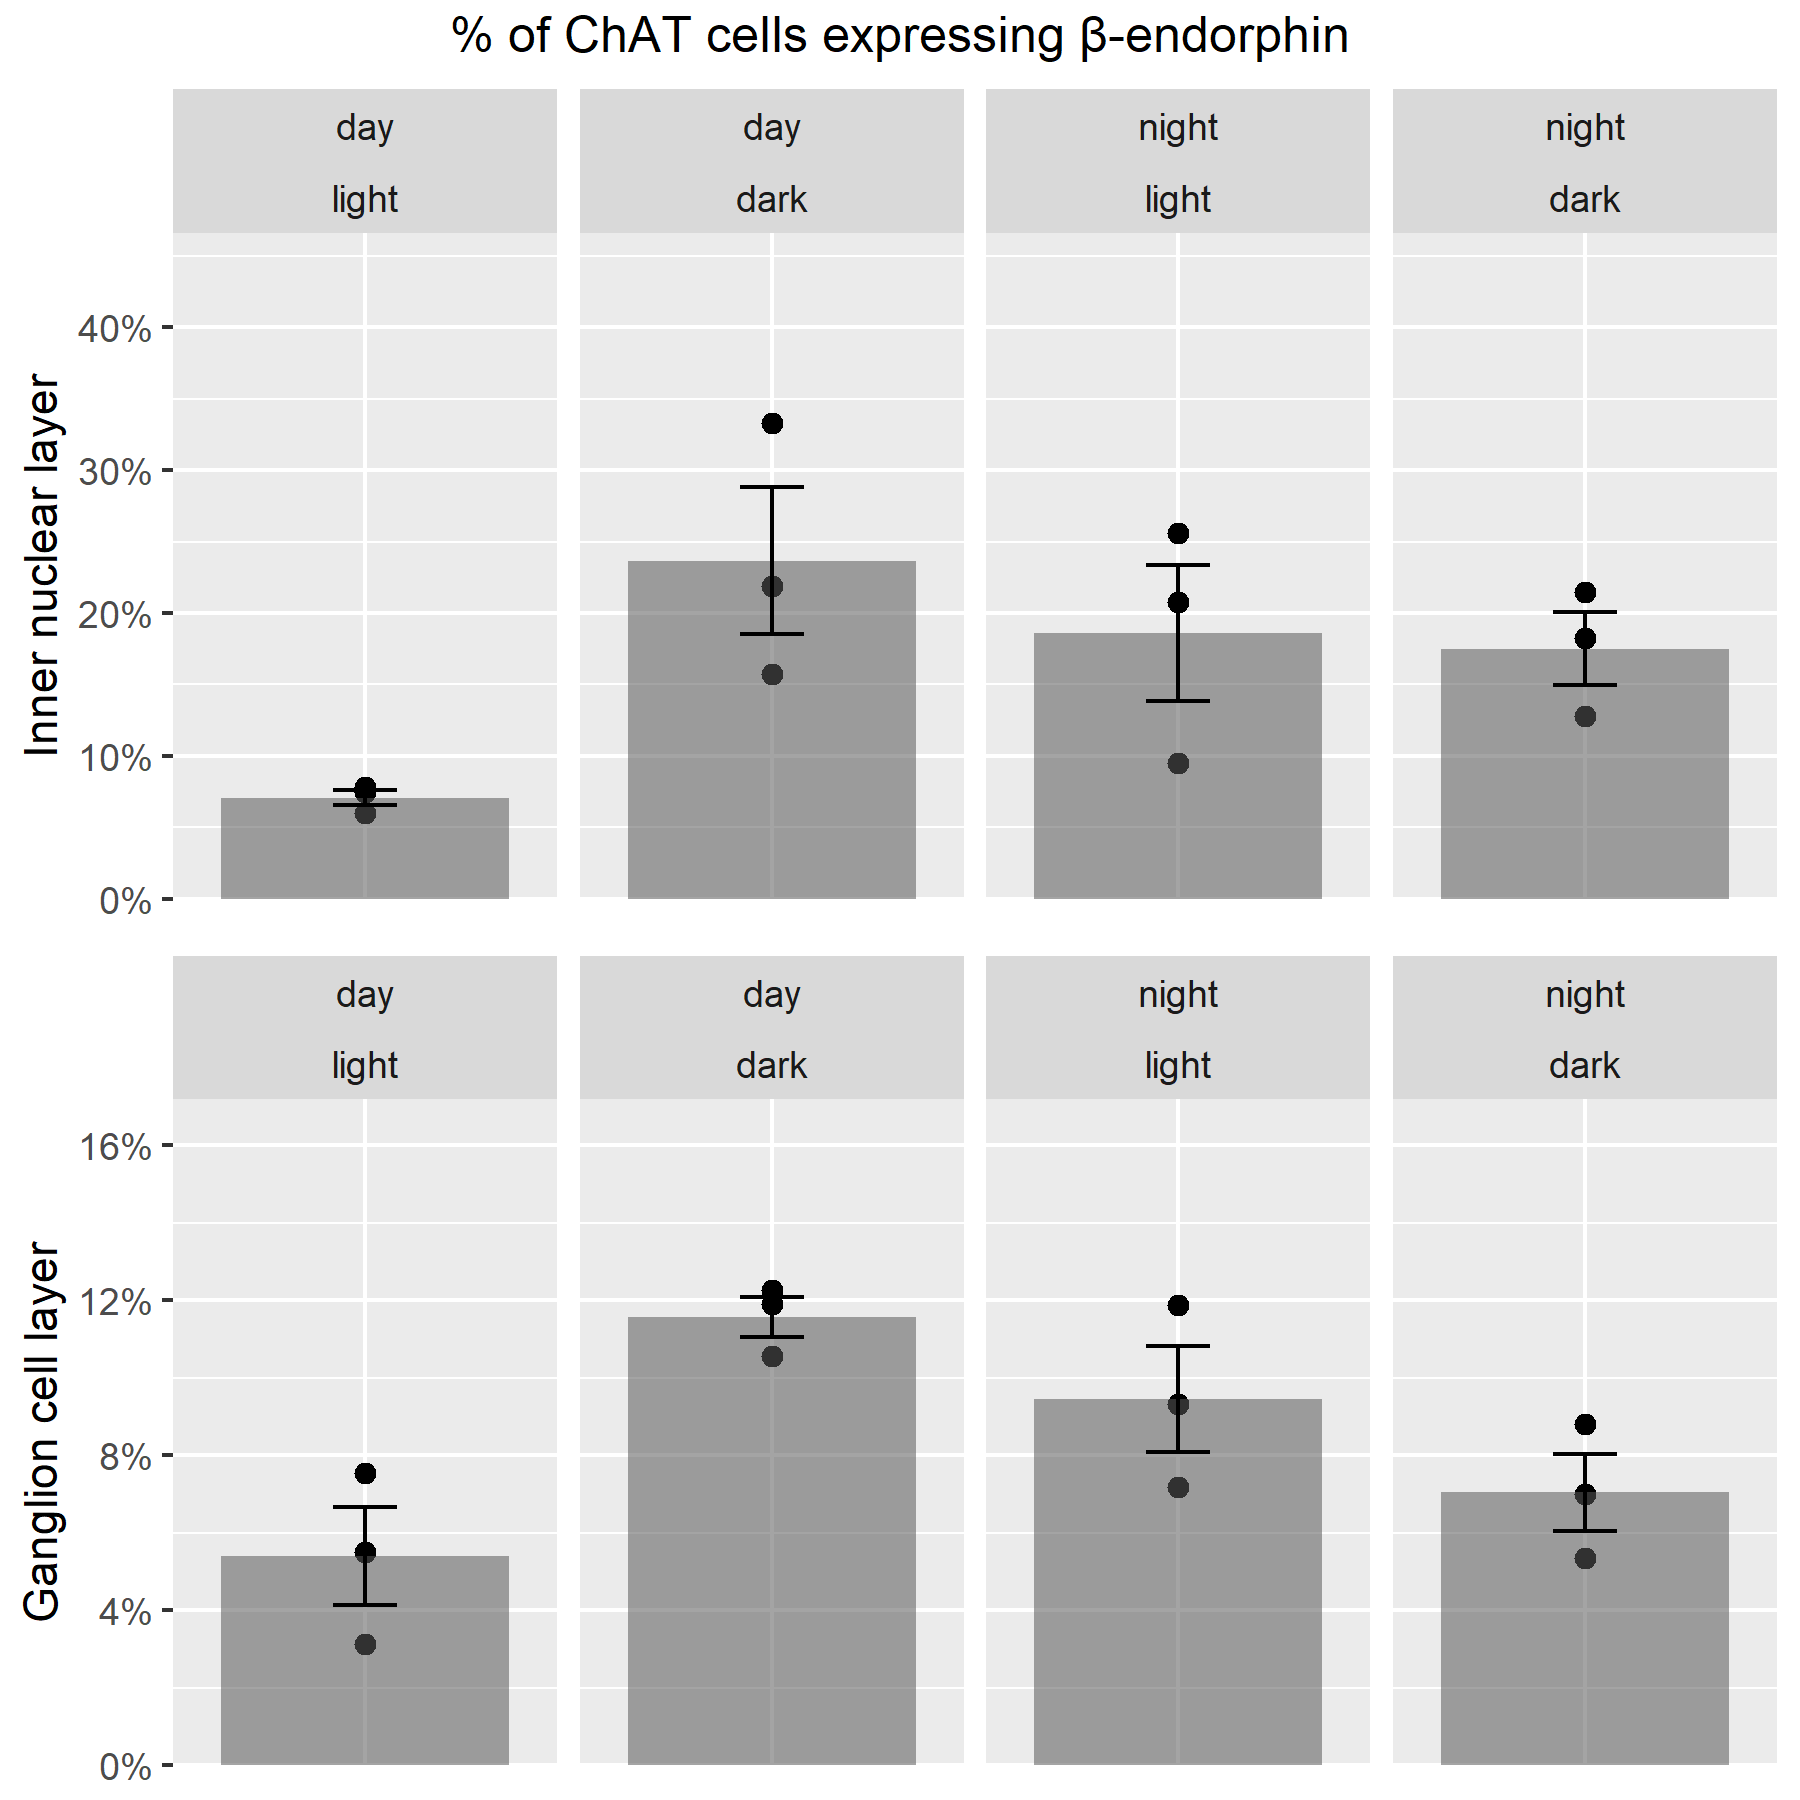 % of ChAT cells expressing β-endorphin
day day night night
light dark light dark
Inner nuclear layer
40%
30%
20%
10%
0%
day day night night
light dark light dark
Ganglion cell layer
16%
12%
8%
4%
0%